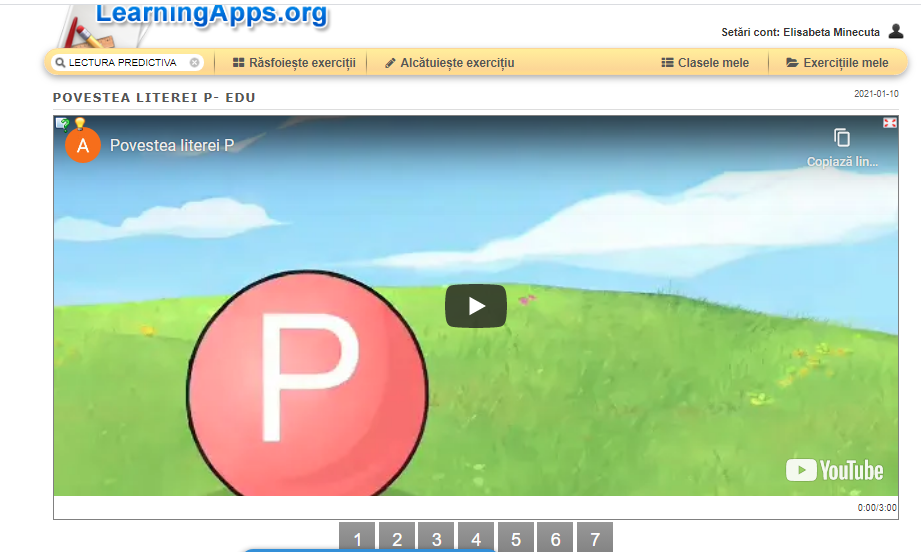 LearningApps.org
Setări cont: Elisabeta Minecuta
LECTURA PREDICTIVA
Răsfoiește exerciții
Alcătuiește exercițiu
Clasele mele
Exercițiile mele
POVESTEA LITEREI P- EDU
2021-01-10
A
Povestea literei P
Copiază lin...
P
YouTube
0:00/3:00
1 2 3 4 5 6 7